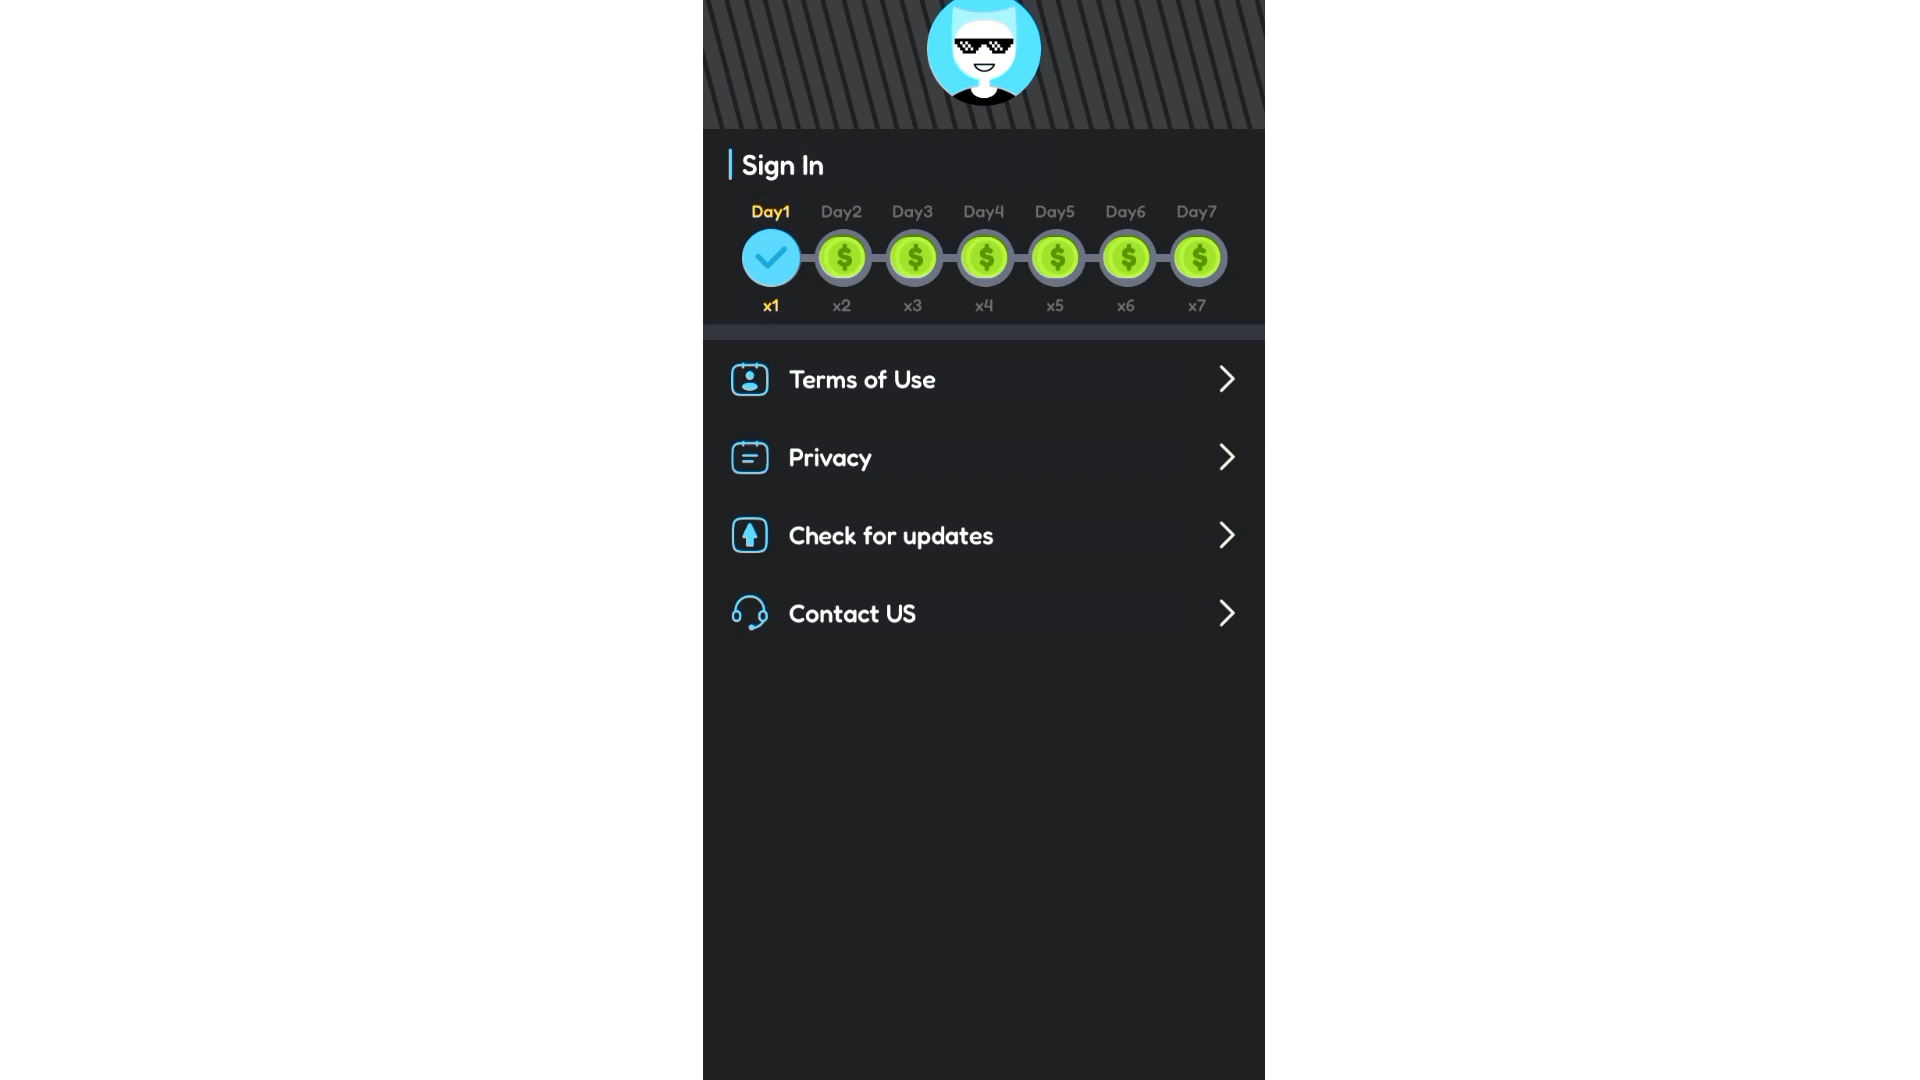 Sign In
Day1 Day2 Day3 Day4 Day5 Day6 Day7
$ $ $ $ $ $
x1 x2 x3 x4 x5 x6 x7
Terms of Use
Privacy
Check for updates
Contact US